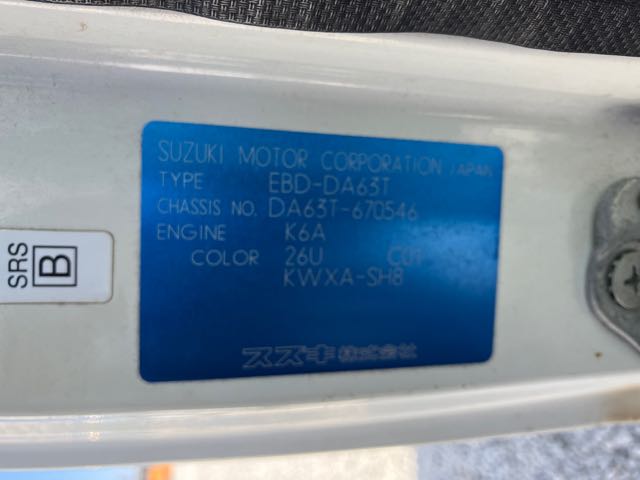 SUZUKI MOTOR CORPORATION JAPAN
TYPE EBD-DA63T
CHASSIS NO. DA63T-670546
ENGINE K6A
COLOR 26U
KWXA-SH8
スズキ株式会社
SRS
B